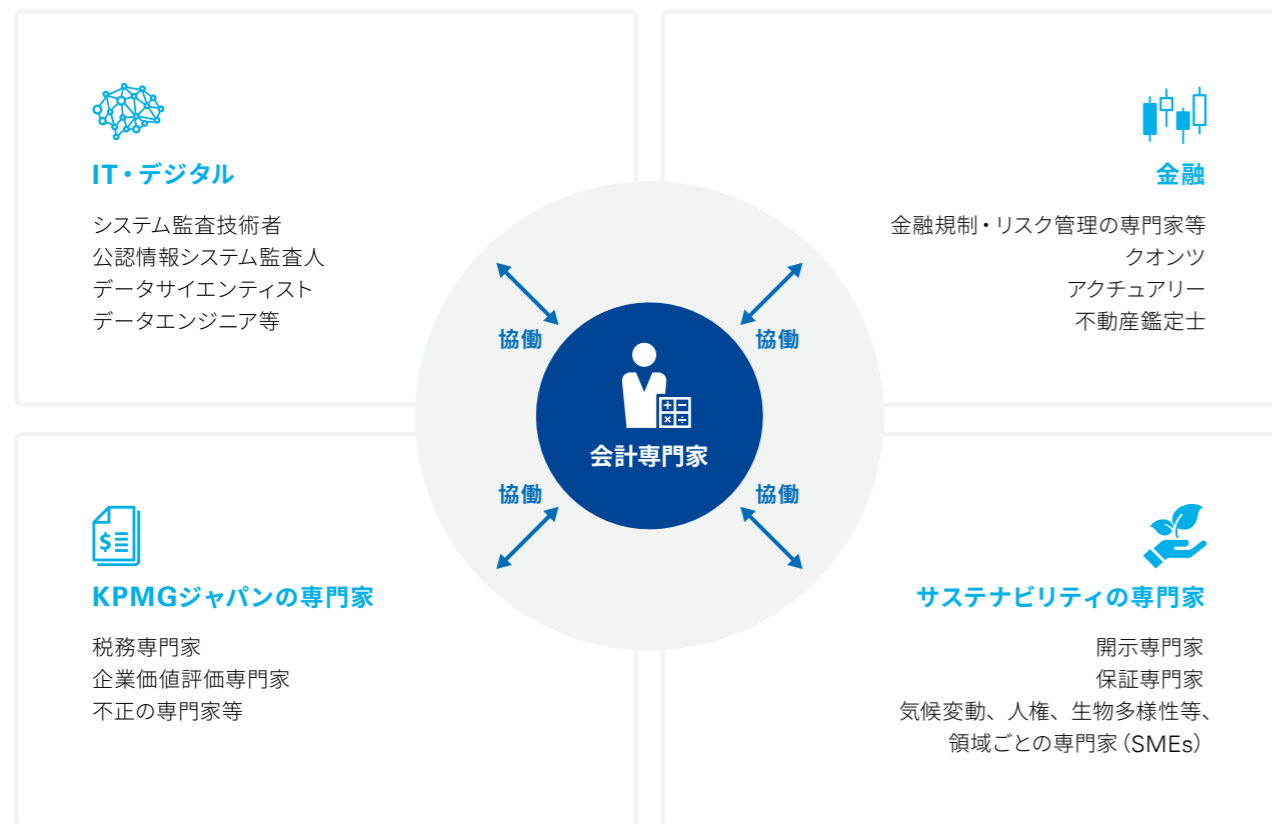 IT・デジタル
システム監査技術者
公認情報システム監査人
データサイエンティスト
データエンジニア等
金融
金融規制・リスク管理の専門家等
クオンツ
アクチュアリー
不動産鑑定士
協働
協働
会計専門家
協働
協働
KPMGジャパンの専門家
税務専門家
企業価値評価専門家
不正の専門家等
サステナビリティの専門家
開示専門家
保証専門家
気候変動、人権、生物多様性等、
領域ごとの専門家（SMEs）